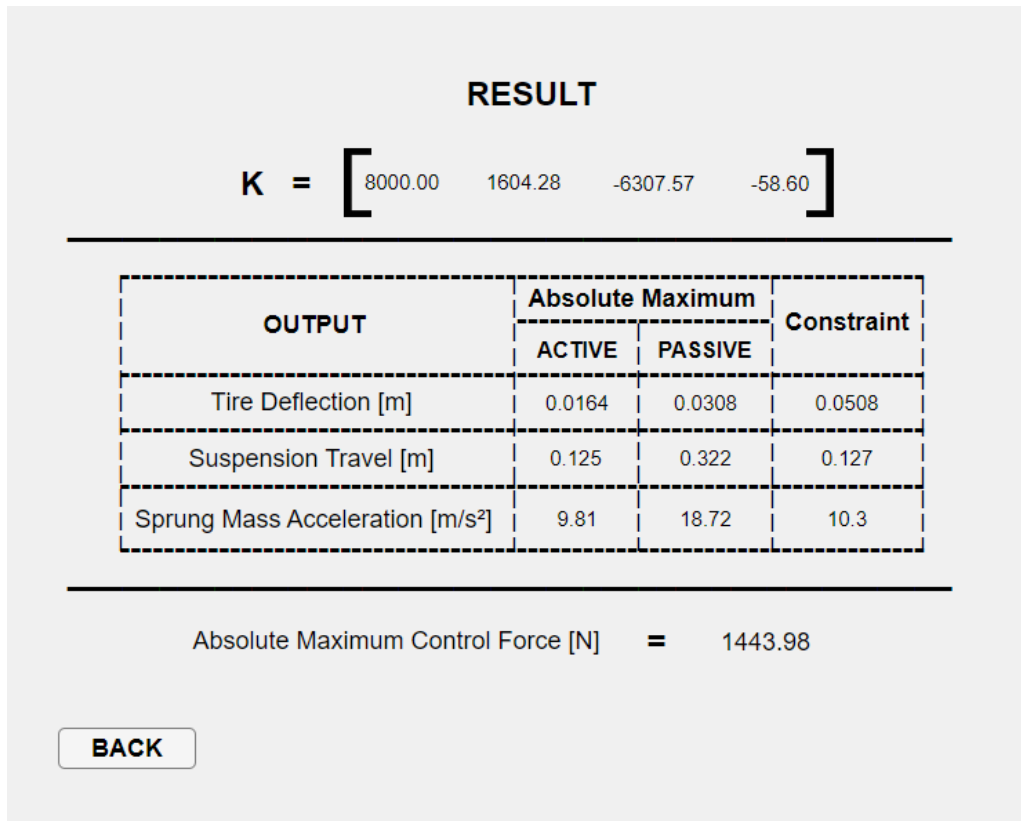 RESULT
K = [ 8000.00 1604.28 -6307.57 -58.60 ]
OUTPUT Absolute Maximum Constraint
ACTIVE PASSIVE
Tire Deflection [m] 0.0164 0.0308 0.0508
Suspension Travel [m] 0.125 0.322 0.127
Sprung Mass Acceleration [m/s²] 9.81 18.72 10.3
Absolute Maximum Control Force [N] = 1443.98
BACK